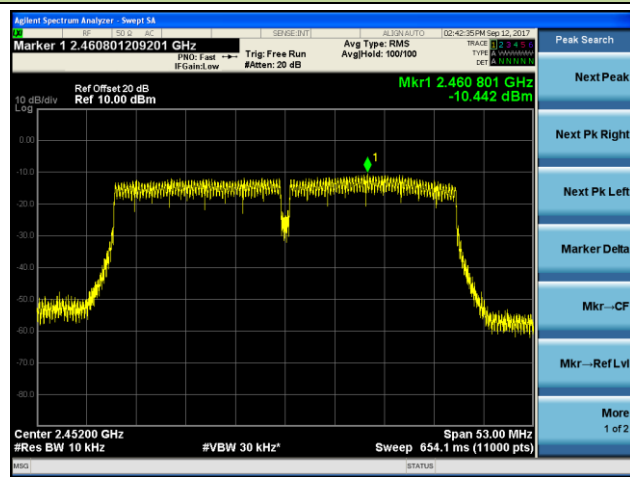 Agilent Spectrum Analyzer - Swept SA
RF 50 Ω AC SENSE:INT ALIGN AUTO 02:42:35 PM Sep 12, 2017
Marker 1 2.460801209201 GHz
PNO: Fast
IFGain:Low
Trig: Free Run
#Atten: 20 dB
Avg Type: RMS
Avg|Hold: 100/100
TRACE 1 2 3 4 5 6
TYPE A WWWWW
DET A N N N N N
Peak Search
Next Peak
Next Pk Right
Next Pk Left
Marker Delta
Mkr→CF
Mkr→Ref Lvl
More
1 of 2
Ref Offset 20 dB
Ref 10.00 dBm
10 dB/div
Log
Mkr1 2.460 801 GHz
-10.442 dBm
1
0.00
-10.0
-20.0
-30.0
-40.0
-50.0
-60.0
-70.0
-80.0
Center 2.45200 GHz
Span 53.00 MHz
#Res BW 10 kHz
#VBW 30 kHz*
Sweep 654.1 ms (11000 pts)
MSG
STATUS